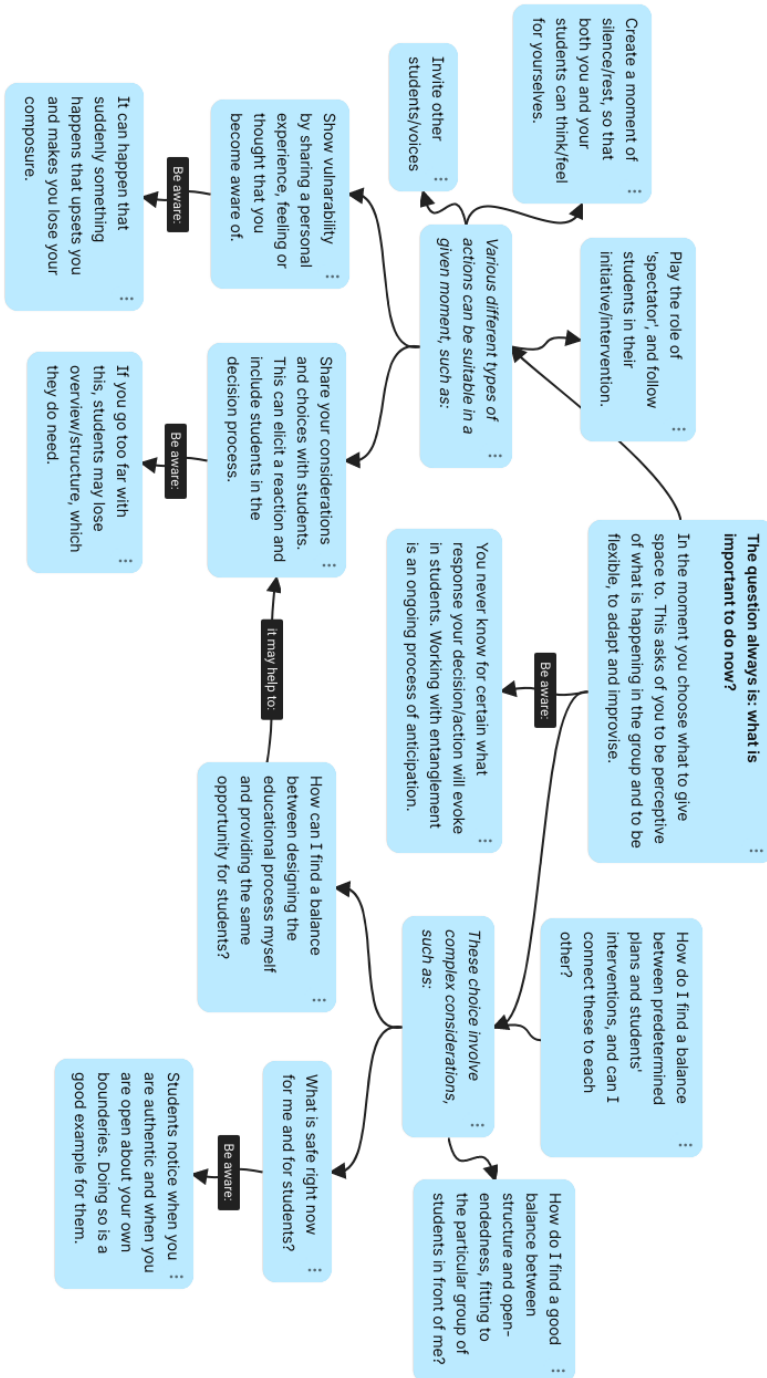 The question always is: what is
important to do now?
In the moment you choose what to give
space to. This asks of you to be perceptive
of what is happening in the group and to be
flexible, to adapt and improvise.
Play the role of
'spectator', and follow
students in their
initiative/intervention.
Create a moment of
silence/rest, so that
both you and your
students can think/feel
for yourselves.
Invite other
students/voices
Various different types of
actions can be suitable in a
given moment, such as:
Show vulnarability
by sharing a personal
experience, feeling or
thought that you
become aware of.
Be aware:
It can happen that
suddenly something
happens that upsets you
and makes you lose your
composure.
Share your considerations
and choices with students.
This can elicit a reaction and
include students in the
decision process.
Be aware:
If you go too far with
this, students may lose
overview/structure, which
they do need.
Be aware:
You never know for certain what
response your decision/action will evoke
in students. Working with entanglement
is an ongoing process of anticipation.
it may help to:
How do I find a balance
between predetermined
plans and students'
interventions, and can I
connect these to each
other?
These choice involve
complex considerations,
such as:
How can I find a balance
between designing the
educational process myself
and providing the same
opportunity for students?
What is safe right now
for me and for students?
Be aware:
Students notice when you
are authentic and when you
are open about your own
bounderies. Doing so is a
good example for them.
How do I find a good
balance between
structure and open-
endedness, fitting to
the particular group of
students in front of me?